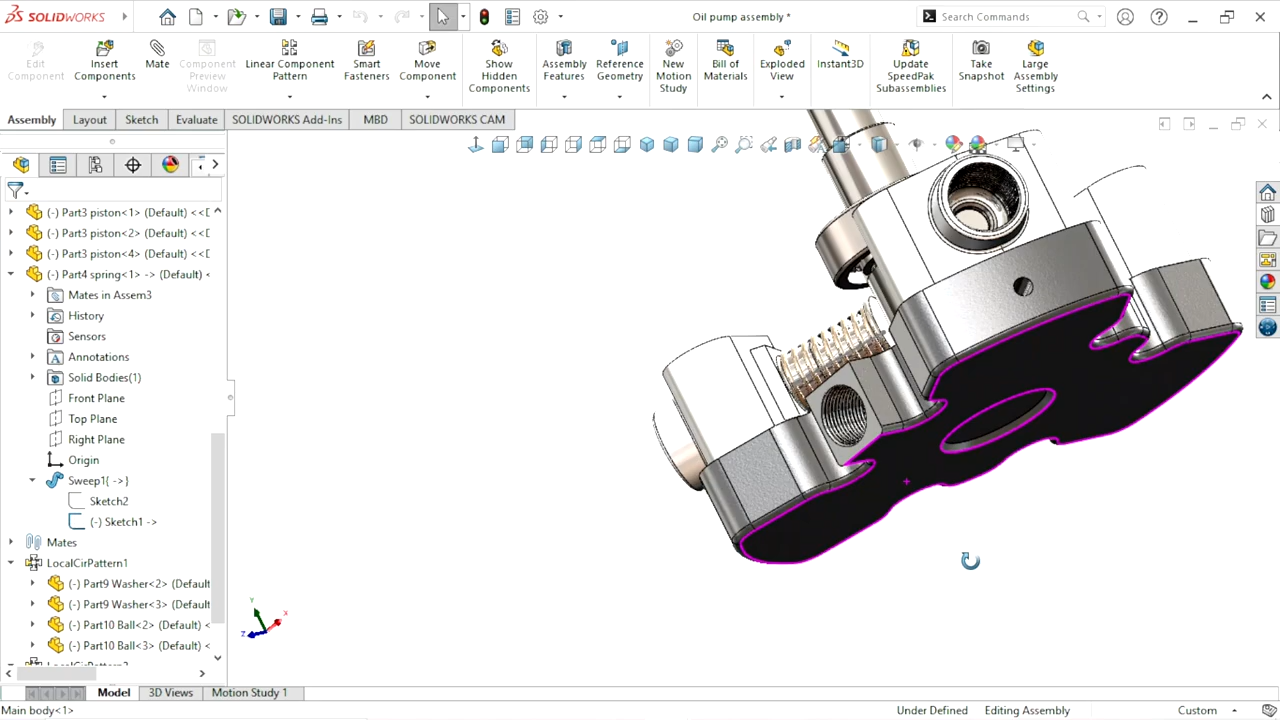 SOLIDWORKS
Oil pump assembly *
Search Commands
Edit Component
Insert Components
Mate
Component Preview Window
Linear Component Pattern
Smart Fasteners
Move Component
Show Hidden Components
Assembly Features
Reference Geometry
New Motion Study
Bill of Materials
Exploded View
Instant3D
Update SpeedPak Subassemblies
Take Snapshot
Large Assembly Settings
Assembly
Layout
Sketch
Evaluate
SOLIDWORKS Add-Ins
MBD
SOLIDWORKS CAM
(-) Part3 piston<1> (Default) <<D
(-) Part3 piston<2> (Default) <<D
(-) Part3 piston<4> (Default) <<D
(-) Part4 spring<1> -> (Default) <
Mates in Assem3
History
Sensors
Annotations
Solid Bodies(1)
Front Plane
Top Plane
Right Plane
Origin
Sweep1{ ->}
Sketch2
(-) Sketch1 ->
Mates
LocalCirPattern1
(-) Part9 Washer<2> (Default
(-) Part9 Washer<3> (Default
(-) Part10 Ball<2> (Default) <
(-) Part10 Ball<3> (Default) <
Y
X
Z
Model
3D Views
Motion Study 1
Main body<1>
Under Defined
Editing Assembly
Custom